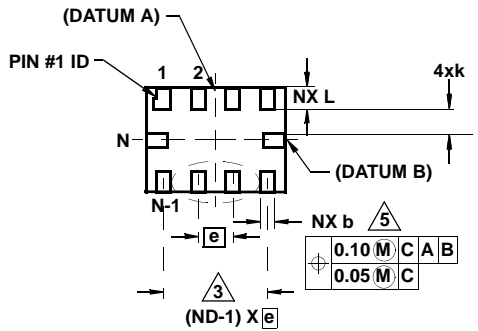 (DATUM A)
PIN #1 ID
1 2
4xk
NX L
N
(DATUM B)
N-1
NX b 5
e
0.10 M C A B
0.05 M C
3
(ND-1) X e